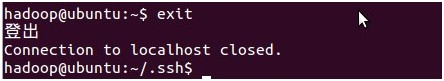 hadoop@ubuntu:~$ exit
登出
Connection to localhost closed.
hadoop@ubuntu:~/.ssh$